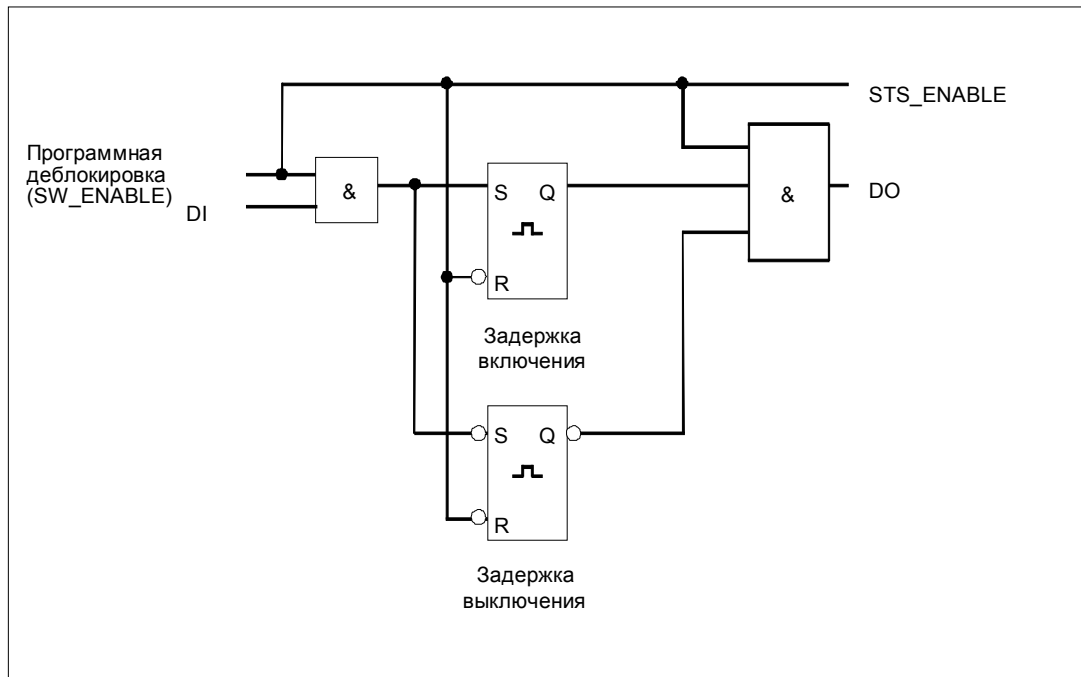 STS_ENABLE
Программная
деблокировка
(SW_ENABLE)
DI
&
S Q
R
&
DO
Задержка
включения
S Q
R
Задержка
выключения